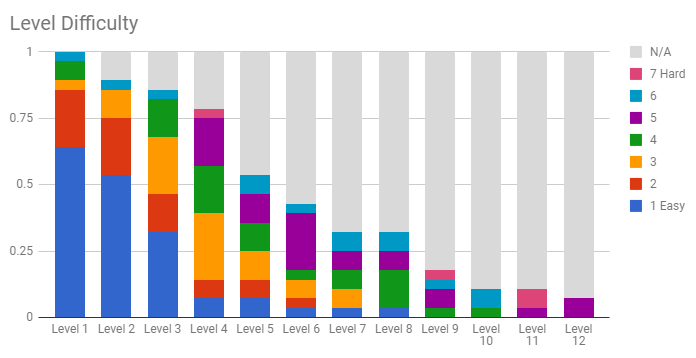 Level Difficulty
1
0.75
0.5
0.25
0
Level 1
Level 2
Level 3
Level 4
Level 5
Level 6
Level 7
Level 8
Level 9
Level
10
Level
11
Level
12
N/A
7 Hard
6
5
4
3
2
1 Easy